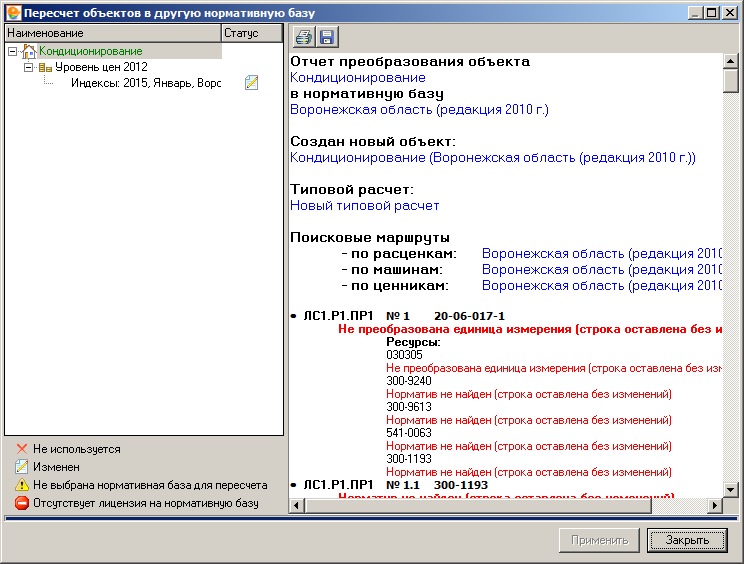 Пересчет объектов в другую нормативную базу
Наименование Статус
Кондиционирование
Уровень цен 2012
Индексы: 2015, Январь, Воро
Не используется
Изменен
Не выбрана нормативная база для пересчета
Отсутствует лицензия на нормативную базу
Отчет преобразования объекта
Кондиционирование
в нормативную базу
Воронежская область (редакция 2010 г.)
Создан новый объект:
Кондиционирование (Воронежская область (редакция 2010 г.))
Типовой расчет:
Новый типовой расчет
Поисковые маршруты
- по расценкам: Воронежская область (редакция 2010
- по машинам: Воронежская область (редакция 2010
- по ценникам: Воронежская область (редакция 2010
• ЛС1.Р1.ПР1 № 1 20-06-017-1
Не преобразована единица измерения (строка оставлена без и
Ресурсы:
030305
Не преобразована единица измерения (строка оставлена без изм
300-9240
Норматив не найден (строка оставлена без изменений)
300-9613
Норматив не найден (строка оставлена без изменений)
541-0063
Норматив не найден (строка оставлена без изменений)
300-1193
Норматив не найден (строка оставлена без изменений)
• ЛС1.Р1.ПР1 № 1.1 300-1193
Норматив не найден (строка оставлена без изменений)
Применить Закрыть